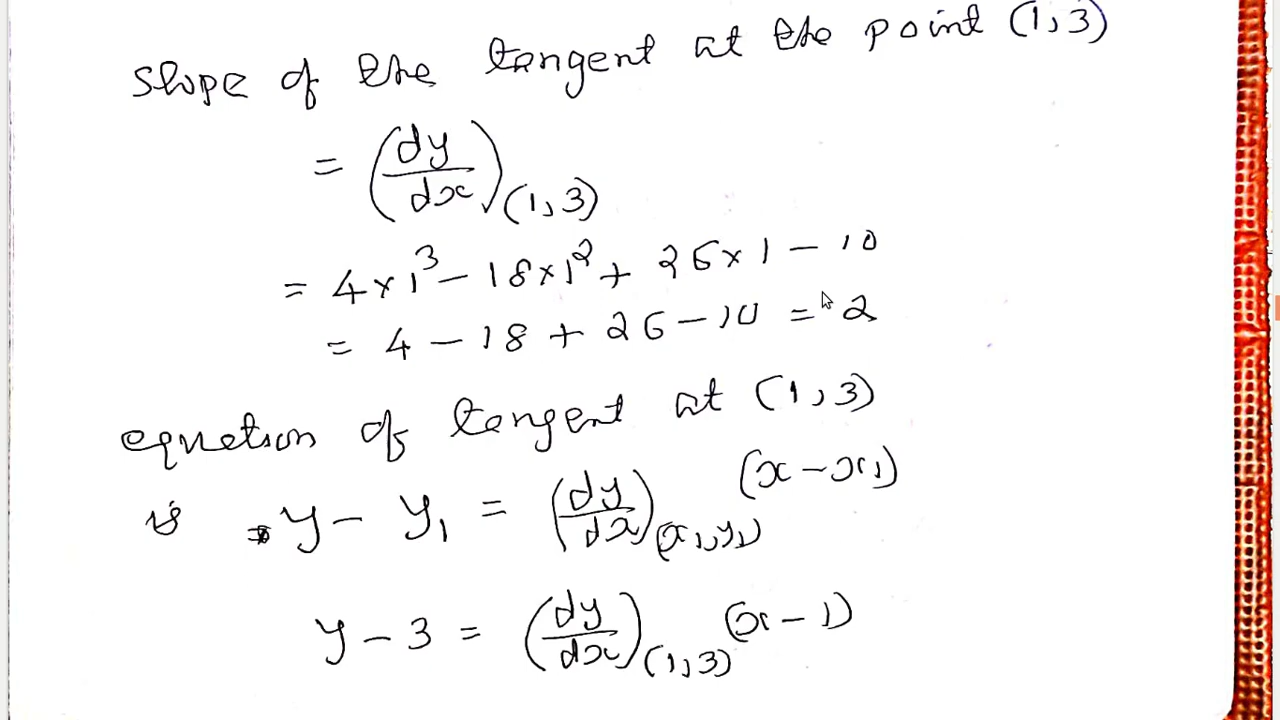 slope of the tangent at the point (1,3)
= (dy/dx)(1,3)
= 4×1³ – 18×1² + 26×1 – 10
= 4 – 18 + 26 – 10 = 2
equation of tangent at (1,3)
is y – y₁ = (dy/dx)(x₁,y₁) (x – x₁)
y – 3 = (dy/dx)(1,3) (x – 1)